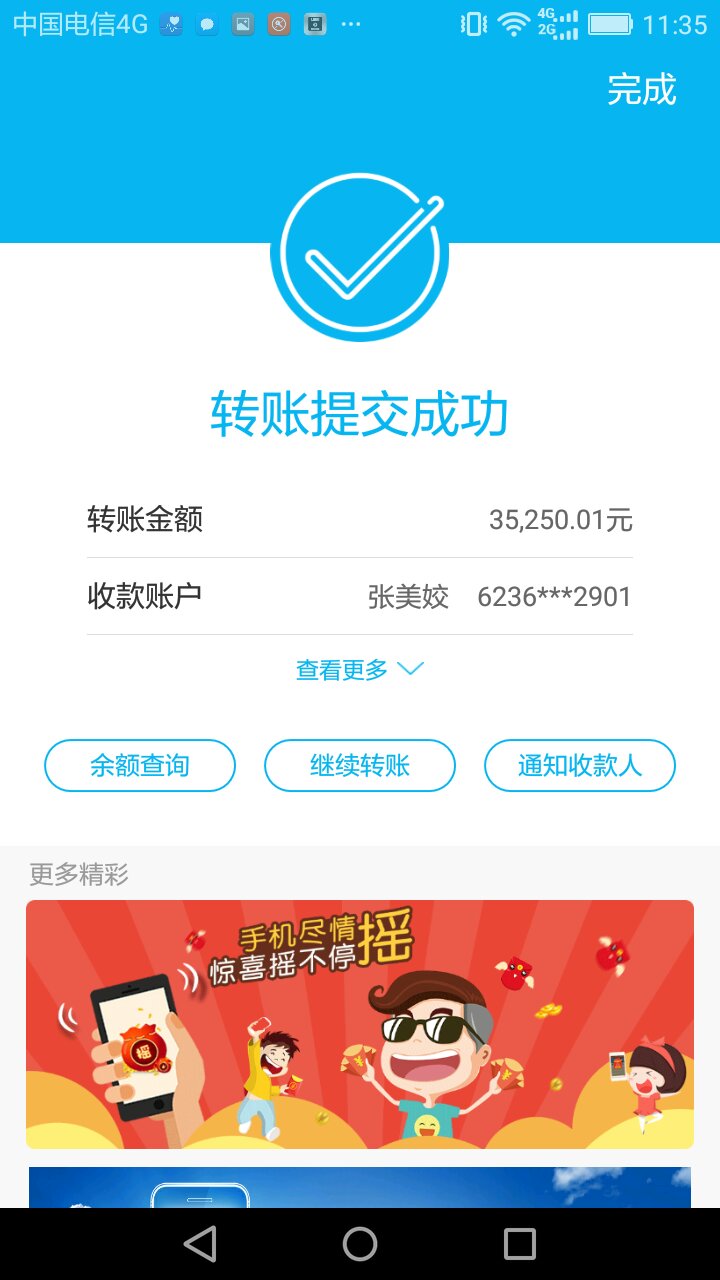 中国电信4G 4G 2G 11:35
完成
转账提交成功
转账金额 35,250.01元
收款账户 张美姣 6236***2901
查看更多
余额查询 继续转账 通知收款人
更多精彩
手机尽情摇
惊喜摇不停
摇